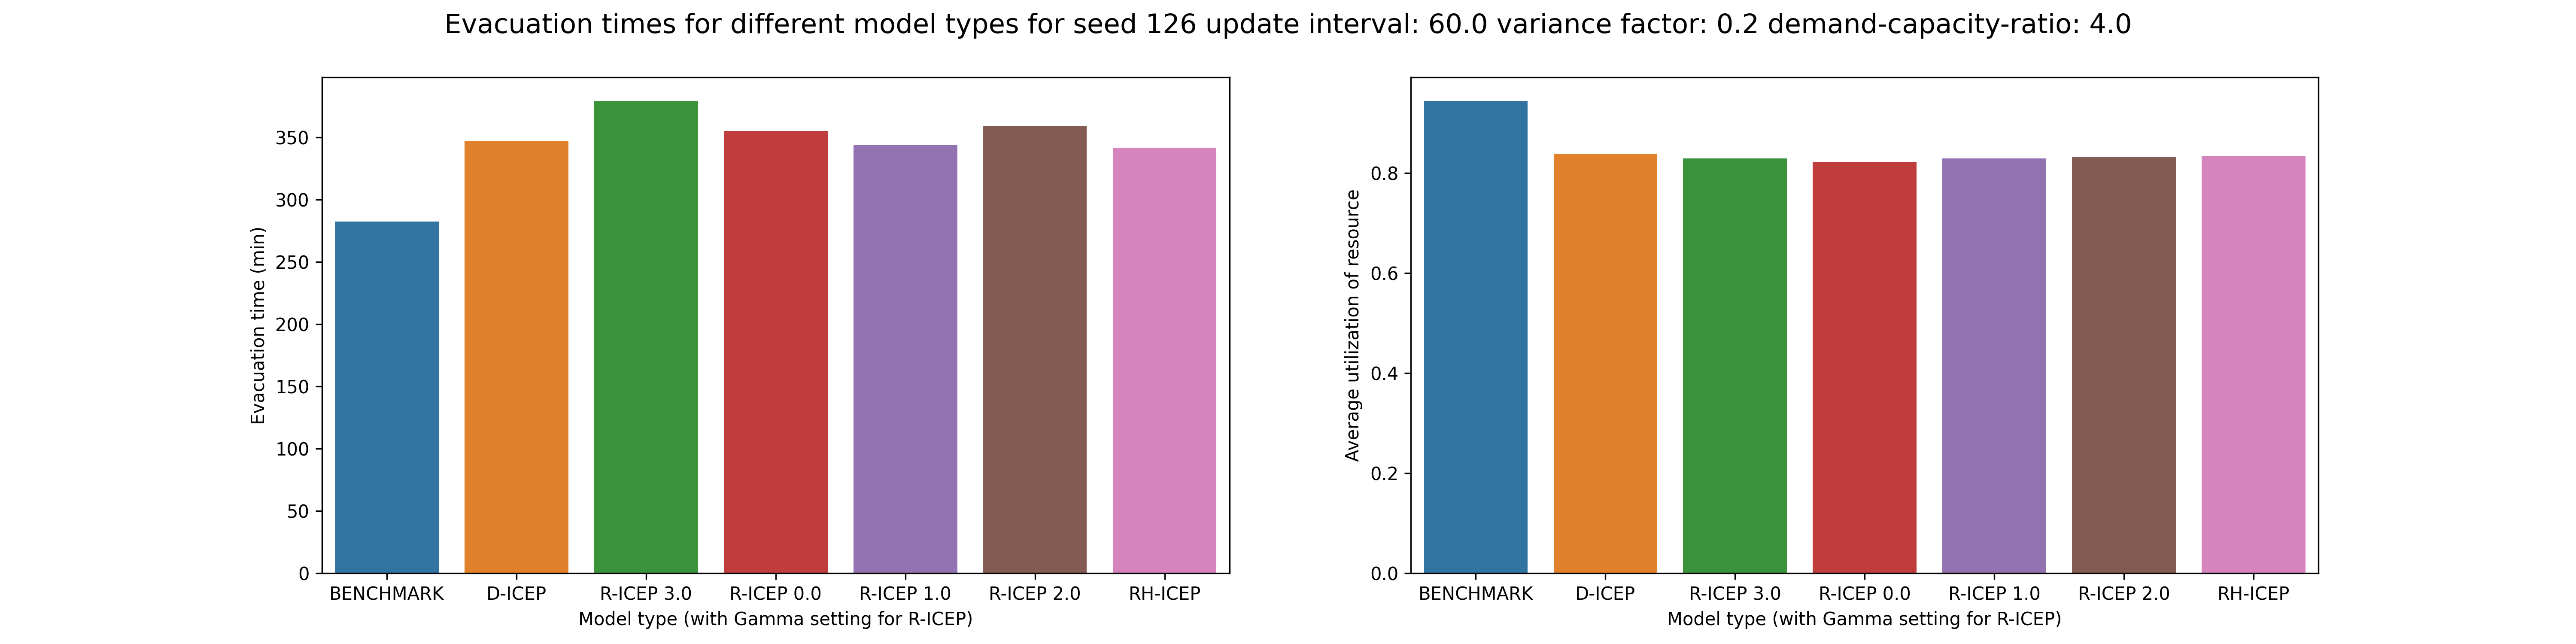 Evacuation times for different model types for seed 126 update interval: 60.0 variance factor: 0.2 demand-capacity-ratio: 4.0
Evacuation time (min)
350
300
250
200
150
100
50
0
BENCHMARK D-ICEP R-ICEP 3.0 R-ICEP 0.0 R-ICEP 1.0 R-ICEP 2.0 RH-ICEP
Model type (with Gamma setting for R-ICEP)
Average utilization of resource
0.8
0.6
0.4
0.2
0.0
BENCHMARK D-ICEP R-ICEP 3.0 R-ICEP 0.0 R-ICEP 1.0 R-ICEP 2.0 RH-ICEP
Model type (with Gamma setting for R-ICEP)